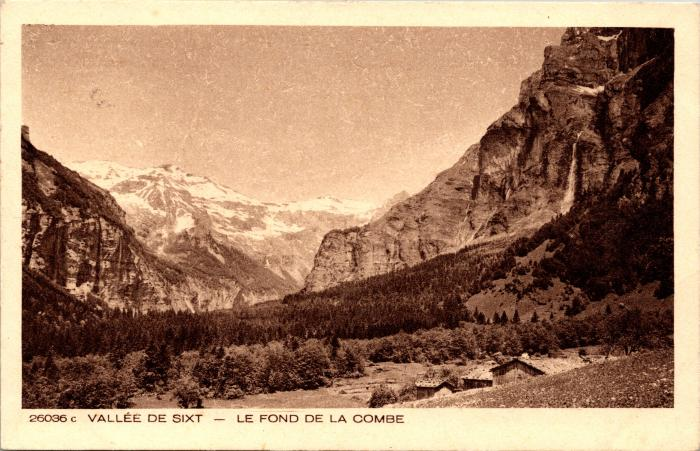 26036 c VALLÉE DE SIXT — LE FOND DE LA COMBE